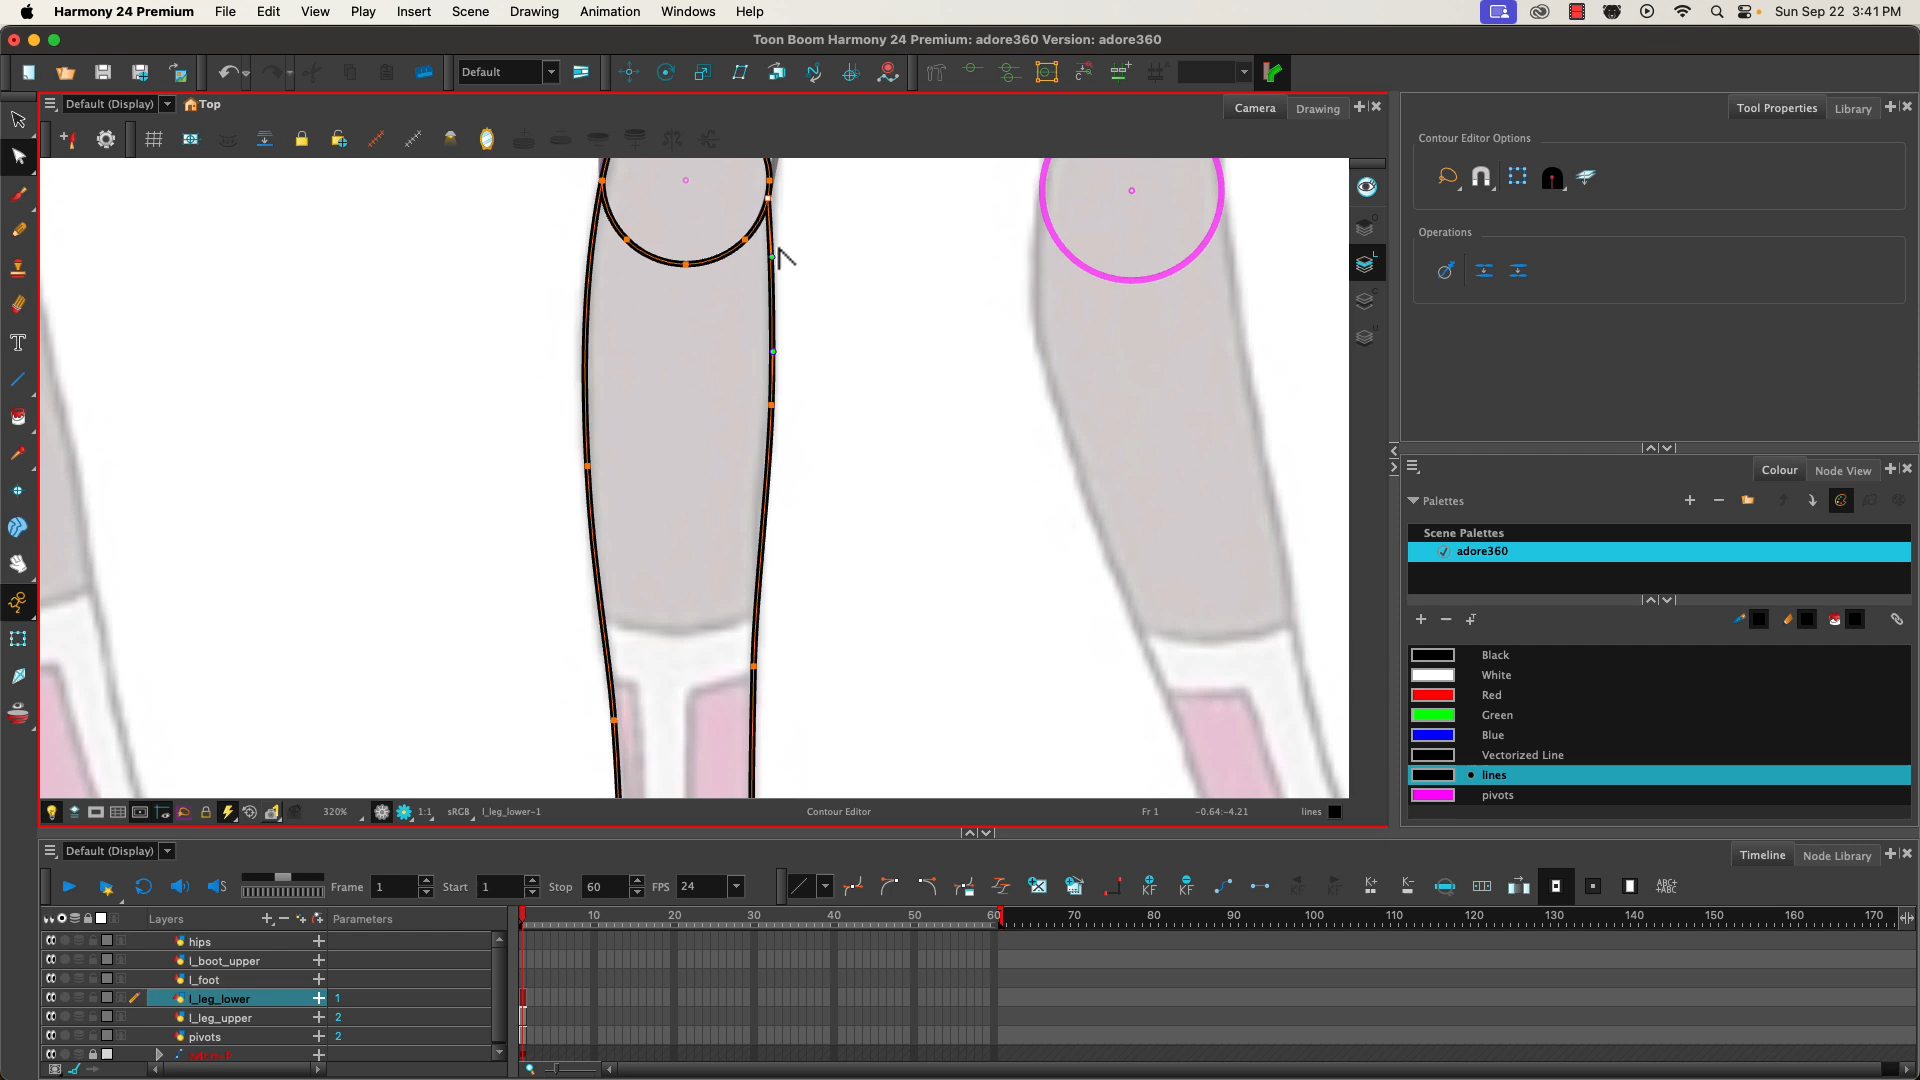 Harmony 24 Premium File Edit View Play Insert Scene Drawing Animation Windows Help Sun Sep 22 3:41 PM
Toon Boom Harmony 24 Premium: adore360 Version: adore360
Default
Default (Display) Top Camera Drawing
Tool Properties Library
Contour Editor Options
Operations
Colour Node View
Palettes
Scene Palettes
adore360
Black
White
Red
Green
Blue
Vectorized Line
lines
pivots
320% 1:1 sRGB l_leg_lower-1 Contour Editor Fr 1 -0.64:-4.21 lines
Default (Display) Timeline Node Library
Frame 1 Start 1 Stop 60 FPS 24
Layers Parameters 10 20 30 40 50 60 70 80 90 100 110 120 130 140 150 160 170
hips
l_boot_upper
l_foot
l_leg_lower 1
l_leg_upper 2
pivots 2